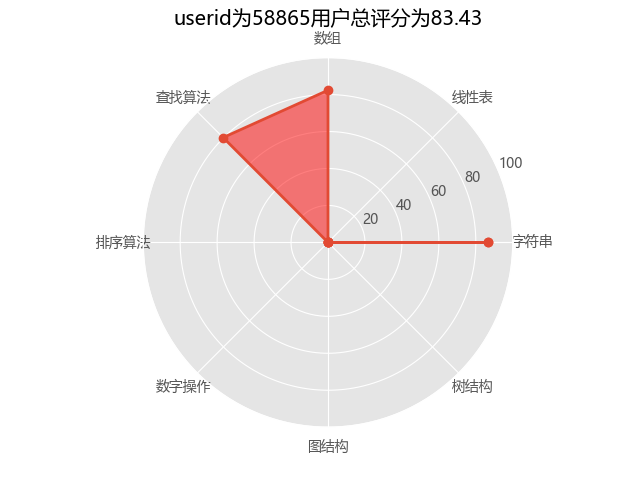 userid为58865用户总评分为83.43
数组
查找算法
线性表
100
80
60
40
20
排序算法
字符串
数字操作
树结构
图结构